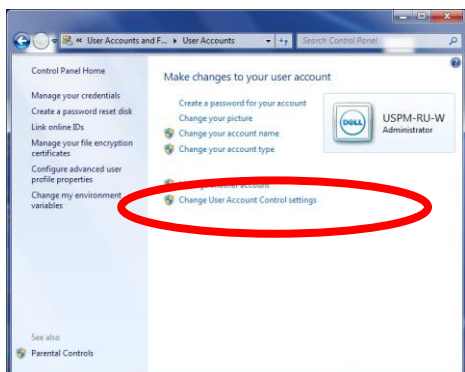 « User Accounts and F... ▸ User Accounts
Search Control Panel
Control Panel Home
Manage your credentials
Create a password reset disk
Link online IDs
Manage your file encryption
certificates
Configure advanced user
profile properties
Change my environment
variables
See also
Parental Controls
Make changes to your user account
Create a password for your account
Change your picture
Change your account name
Change your account type
another account
Change User Account Control settings
DELL
USPM-RU-W
Administrator